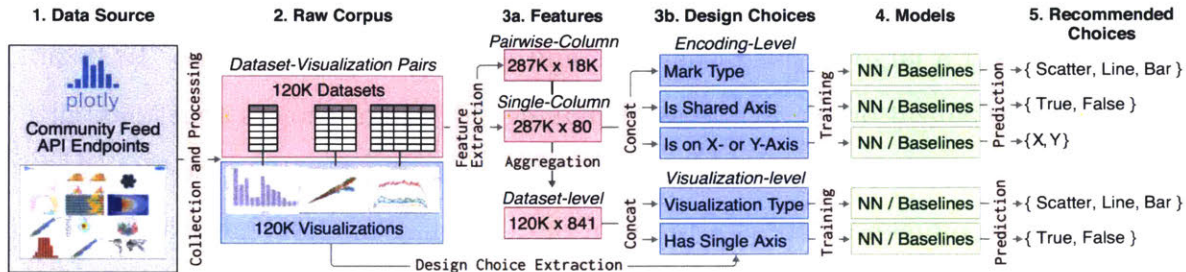 1. Data Source
2. Raw Corpus
3a. Features
3b. Design Choices
4. Models
5. Recommended
Choices
plotly
Community Feed
API Endpoints
Collection and Processing
Dataset-Visualization Pairs
120K Datasets
120K Visualizations
Feature
Extraction
Pairwise-Column
287K x 18K
Single-Column
287K x 80
Aggregation
Dataset-level
120K x 841
Design Choice Extraction
Concat
Encoding-Level
Mark Type
Is Shared Axis
Is on X- or Y-Axis
Concat
Visualization-level
Visualization Type
Has Single Axis
Training
NN / Baselines
NN / Baselines
NN / Baselines
Training
NN / Baselines
NN / Baselines
Prediction
{ Scatter, Line, Bar }
{ True, False }
{X, Y}
Prediction
{ Scatter, Line, Bar }
{ True, False }